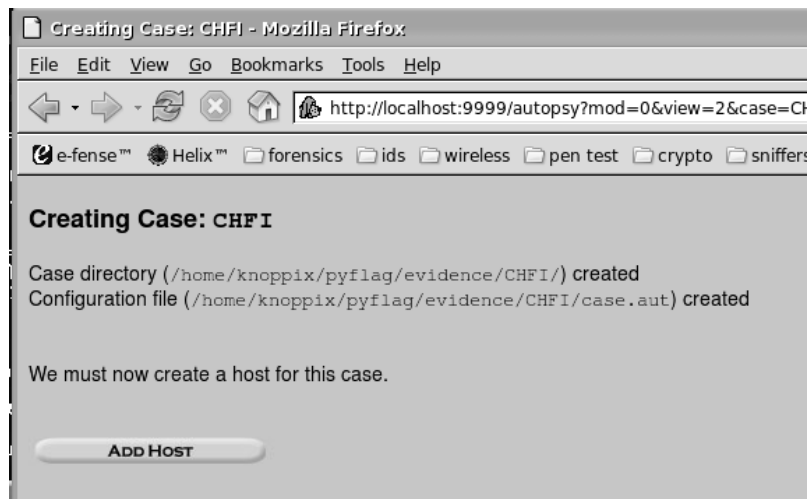 Creating Case: CHFI - Mozilla Firefox
File Edit View Go Bookmarks Tools Help
http://localhost:9999/autopsy?mod=0&view=2&case=CH
e-fense™ Helix™ forensics ids wireless pen test crypto sniffers
Creating Case: CHFI
Case directory (/home/knoppix/pyflag/evidence/CHFI/) created
Configuration file (/home/knoppix/pyflag/evidence/CHFI/case.aut) created
We must now create a host for this case.
ADD HOST